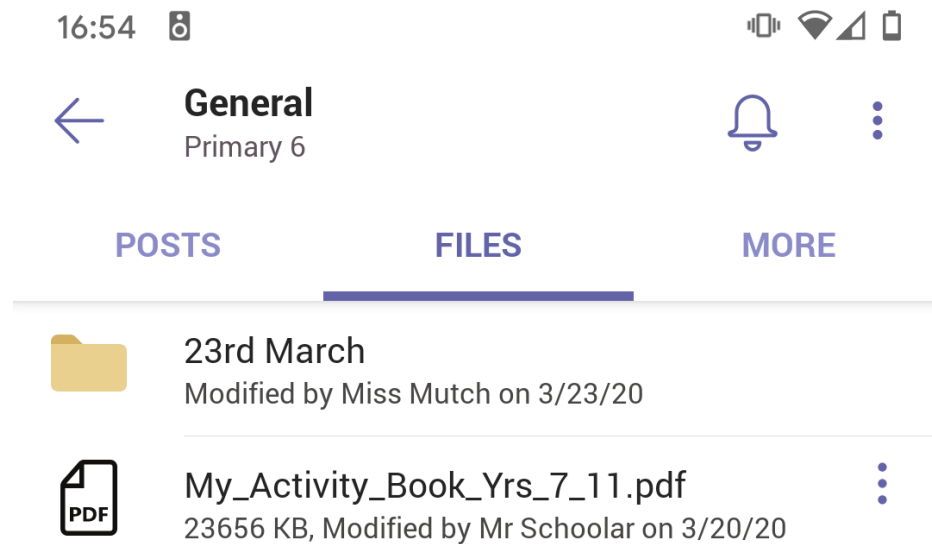 16:54
General
Primary 6
POSTS FILES MORE
23rd March
Modified by Miss Mutch on 3/23/20
My_Activity_Book_Yrs_7_11.pdf
PDF
23656 KB, Modified by Mr Schoolar on 3/20/20